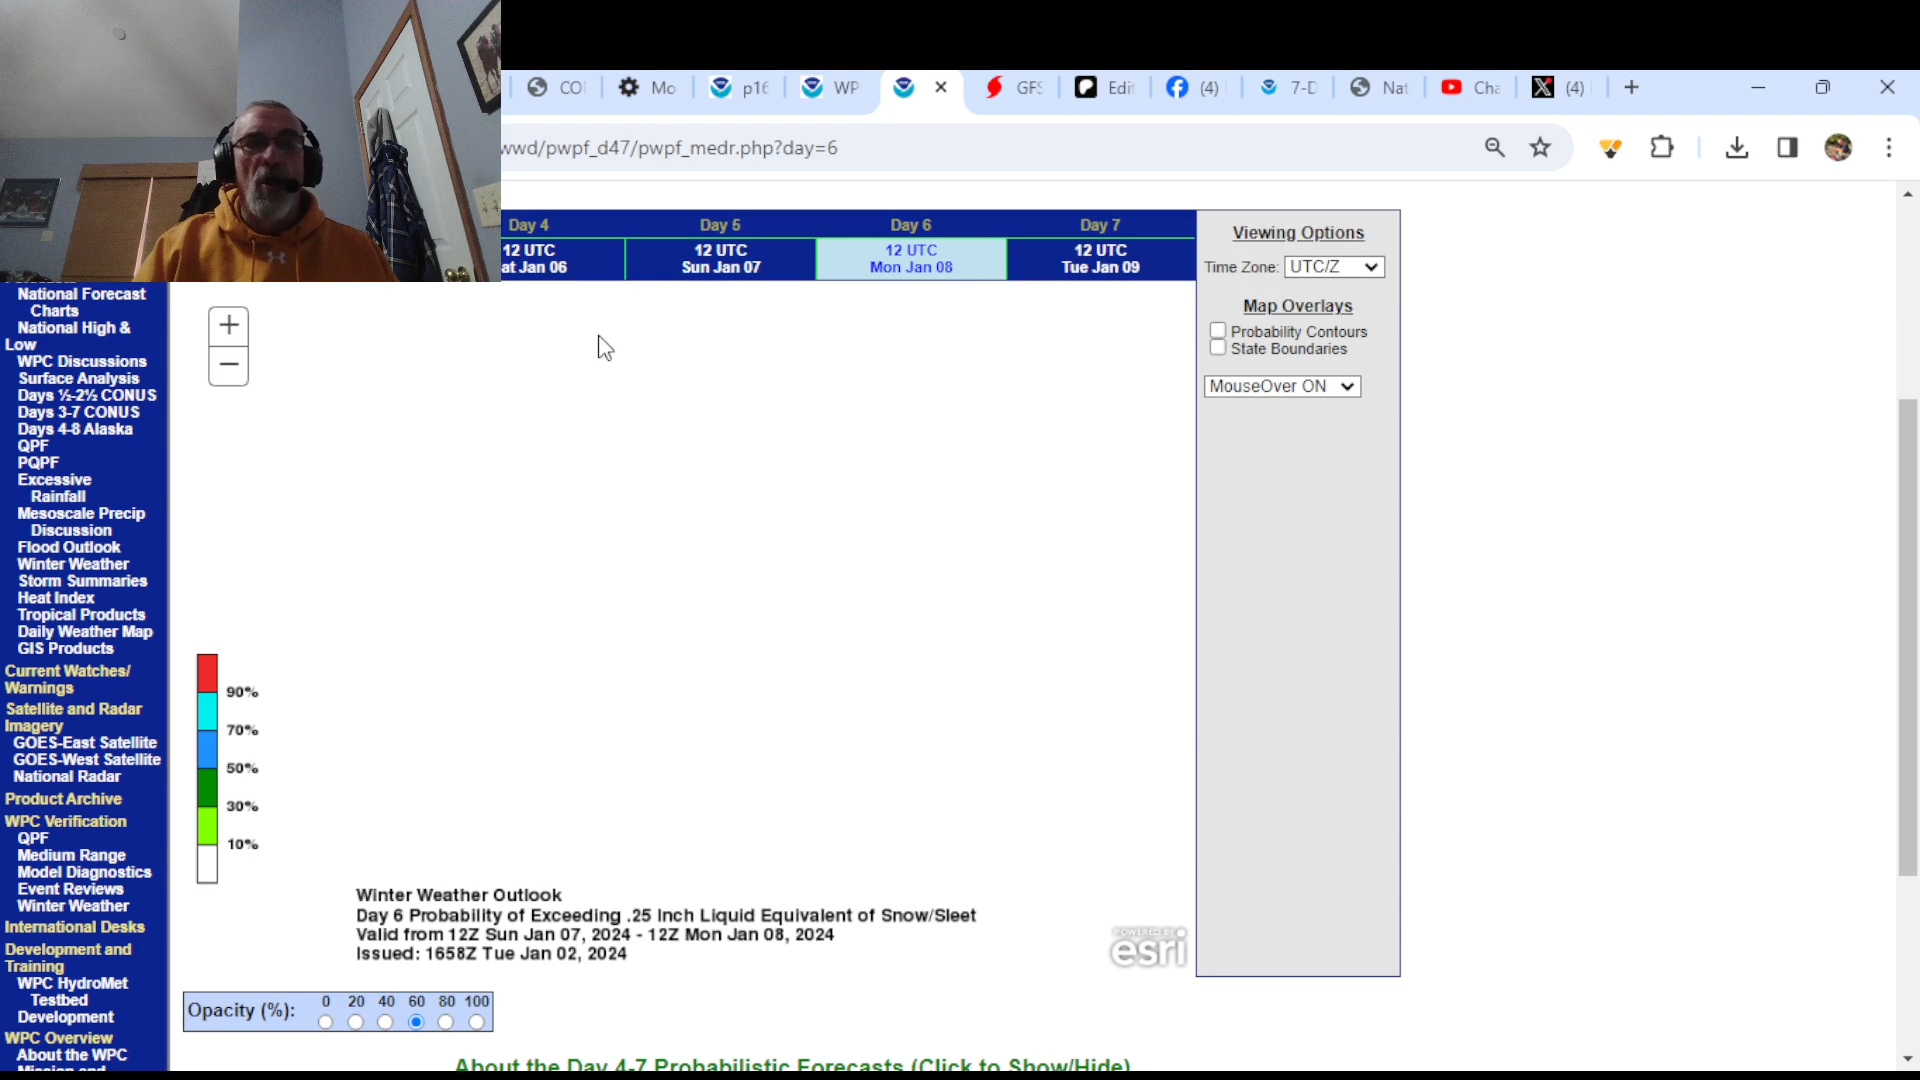 CO
Mo
p16
WP
GFS
Edit
(4)
7-D
Nat
Cha
(4)
wwd/pwpf_d47/pwpf_medr.php?day=6
Day 4
Day 5
Day 6
Day 7
12 UTC
at Jan 06
12 UTC
Sun Jan 07
12 UTC
Mon Jan 08
12 UTC
Tue Jan 09
Viewing Options
Time Zone: UTC/Z
Map Overlays
Probability Contours
State Boundaries
MouseOver ON
National Forecast
Charts
National High &
Low
WPC Discussions
Surface Analysis
Days ½-2½ CONUS
Days 3-7 CONUS
Days 4-8 Alaska
QPF
PQPF
Excessive
Rainfall
Mesoscale Precip
Discussion
Flood Outlook
Winter Weather
Storm Summaries
Heat Index
Tropical Products
Daily Weather Map
GIS Products
Current Watches/
Warnings
Satellite and Radar
Imagery
GOES-East Satellite
GOES-West Satellite
National Radar
Product Archive
WPC Verification
QPF
Medium Range
Model Diagnostics
Event Reviews
Winter Weather
International Desks
Development and
Training
WPC HydroMet
Testbed
Development
WPC Overview
About the WPC
Mission and
+
−
90%
70%
50%
30%
10%
Winter Weather Outlook
Day 6 Probability of Exceeding .25 Inch Liquid Equivalent of Snow/Sleet
Valid from 12Z Sun Jan 07, 2024 - 12Z Mon Jan 08, 2024
Issued: 1658Z Tue Jan 02, 2024
POWERED BY
esri
Opacity (%): 0 20 40 60 80 100
About the Day 4-7 Probabilistic Forecasts (Click to Show/Hide)